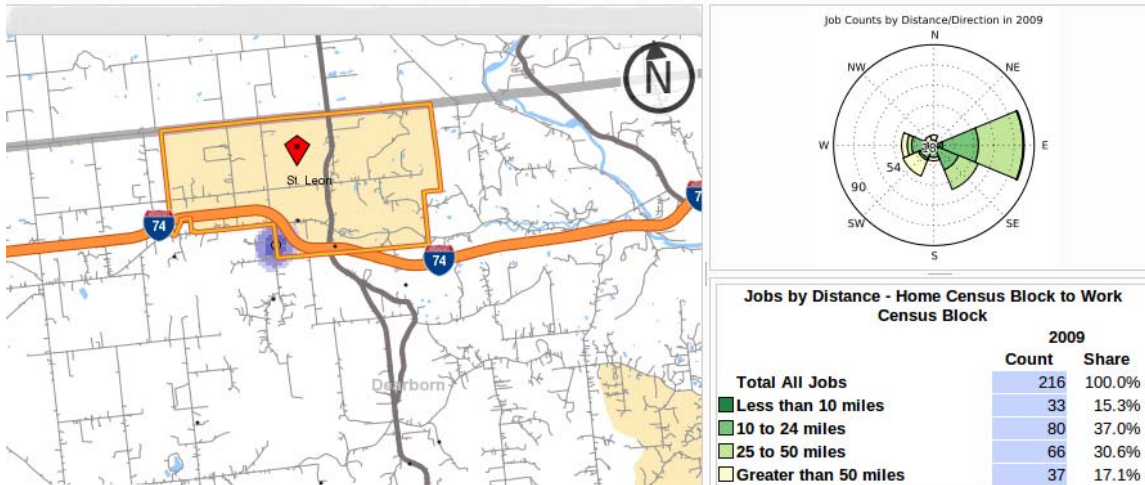 N
St. Leon
74
74
Dearborn
Job Counts by Distance/Direction in 2009
N
NW
NE
W
E
54
90
SW
SE
S
Jobs by Distance - Home Census Block to Work
Census Block
2009
Count Share
Total All Jobs 216 100.0%
Less than 10 miles 33 15.3%
10 to 24 miles 80 37.0%
25 to 50 miles 66 30.6%
Greater than 50 miles 37 17.1%